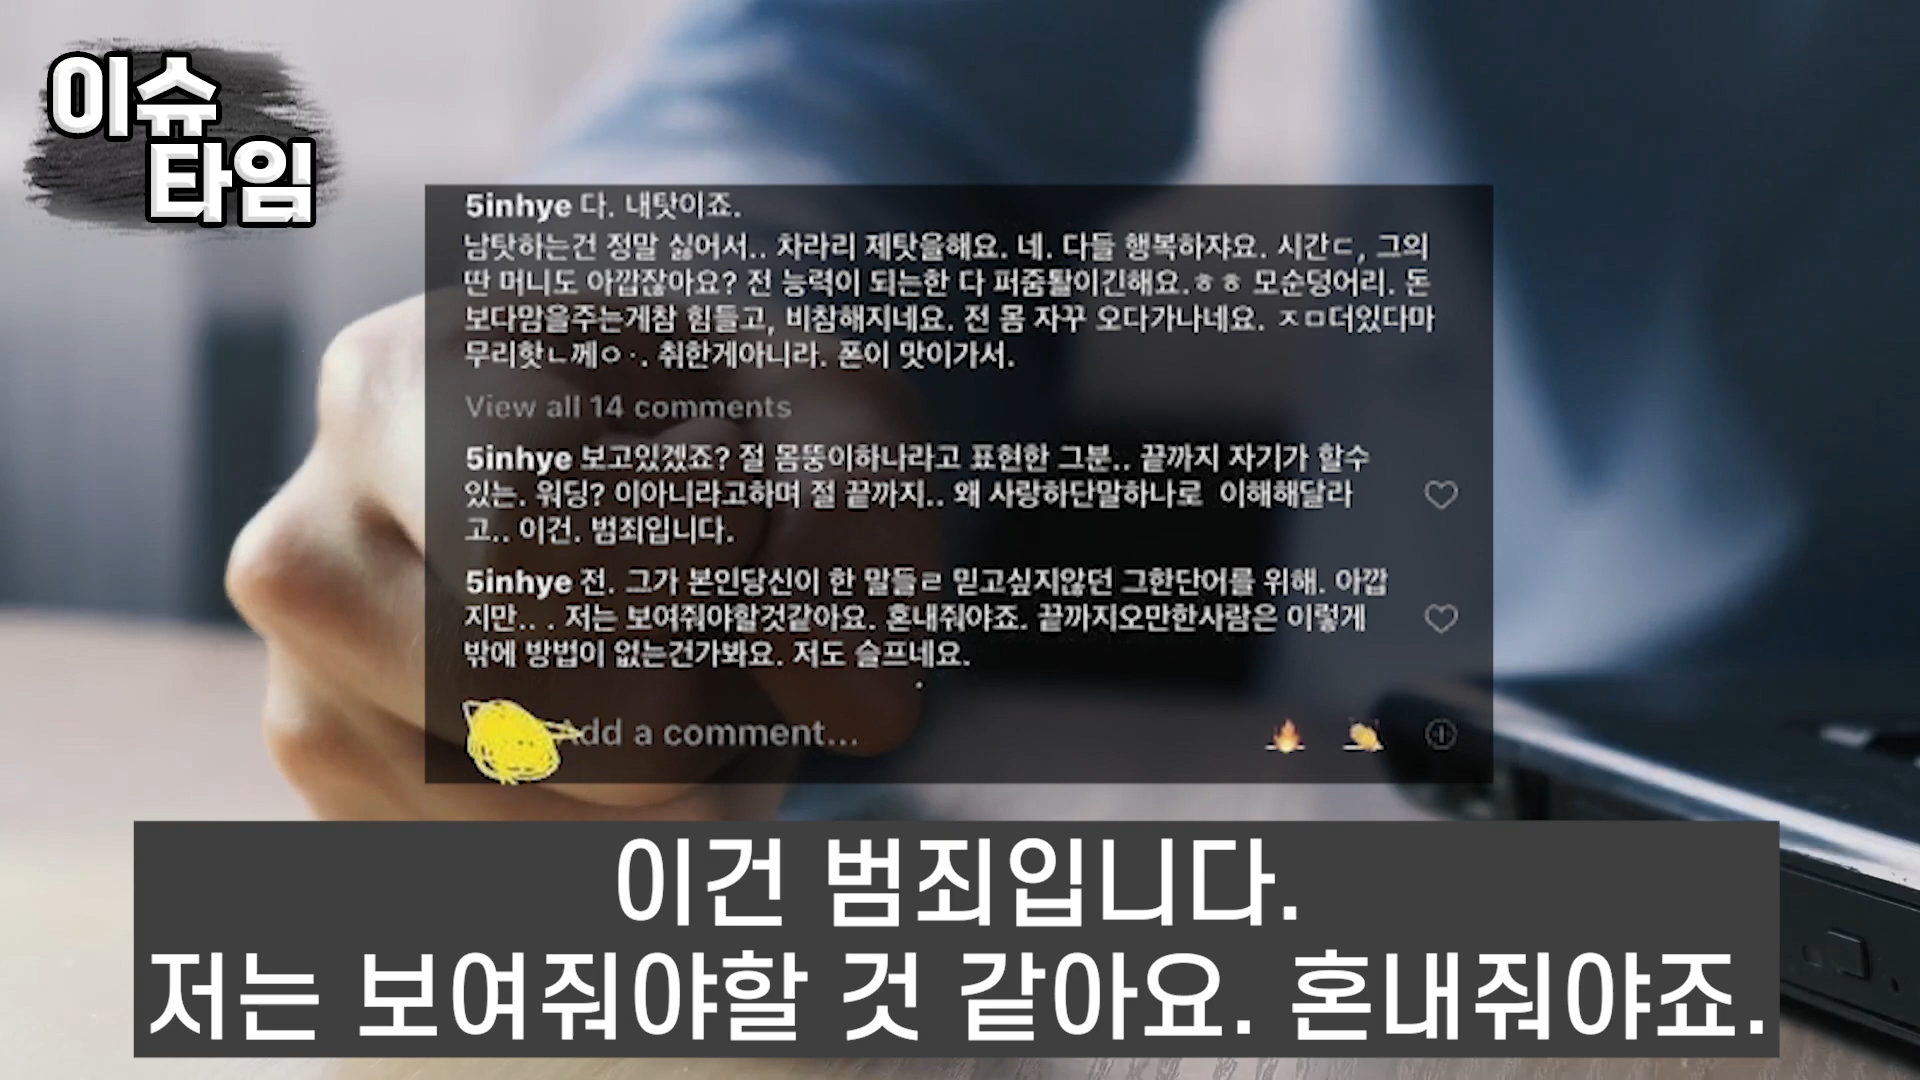 이슈
타임
5inhye 다. 내탓이죠.
남탓하는건 정말 싫어서.. 차라리 제탓을해요. 네. 다들 행복하쟈요. 시간ㄷ, 그의
딴 머니도 아깝잖아요? 전 능력이 되는한 다 퍼줌퇄이긴해요.ㅎㅎ 모순덩어리. 돈
보다맘을주는게참 힘들고, 비참해지네요. 전 몸 자꾸 오다가나네요. ㅈㅁ더있다마
무리핫ㄴ께ㅇㆍ. 취한게아니라. 폰이 맛이가서.
View all 14 comments
5inhye 보고있겠죠? 절 몸뚱이하나라고 표현한 그분.. 끝까지 자기가 할수
있는. 워딩? 이아니라고하며 절 끝까지.. 왜 사랑하단말하나로 이해해달라
고.. 이건. 범죄입니다.
5inhye 전. 그가 본인당신이 한 말들ㄹ 믿고싶지않던 그한단어를 위해. 아깝
지만.. . 저는 보여줘야할것같아요. 혼내줘야죠. 끝까지오만한사람은 이렇게
밖에 방법이 없는건가봐요. 저도 슬프네요.
dd a comment...
이건 범죄입니다.
저는 보여줘야할 것 같아요. 혼내줘야죠.